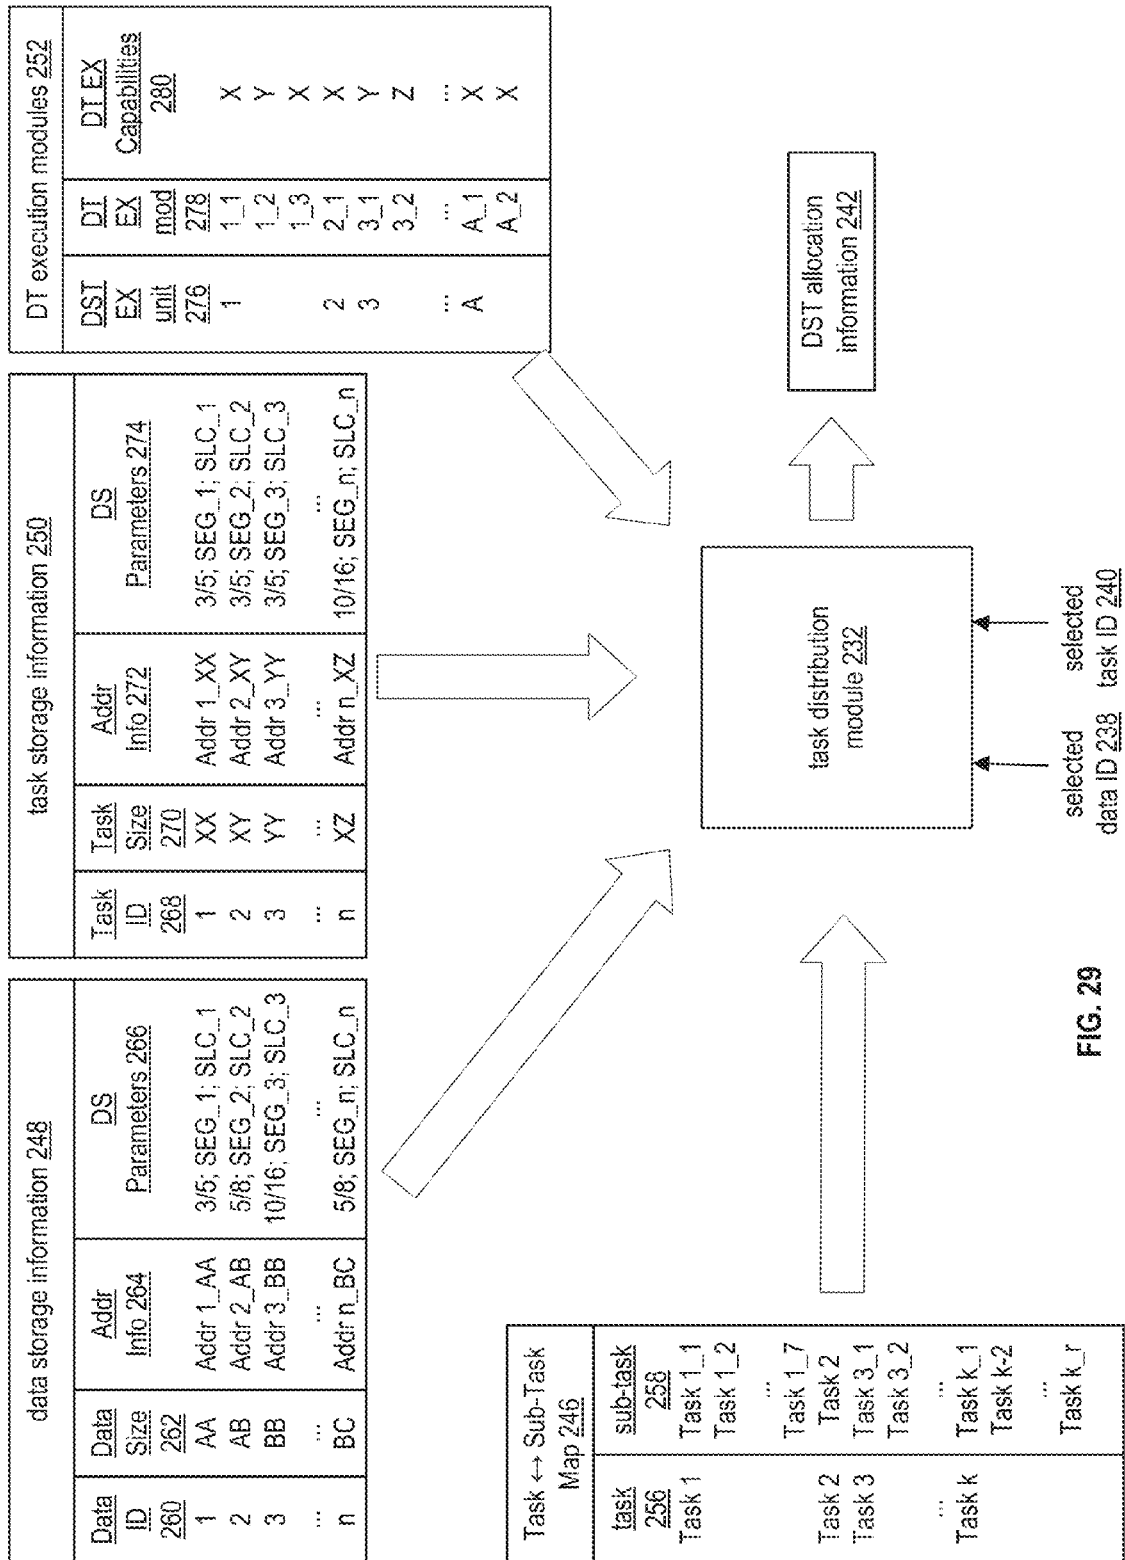 data storage information 248
Data ID 260
Data Size 262
Addr Info 264
DS Parameters 266
1 AA Addr 1_AA 3/5; SEG_1; SLC_1
2 AB Addr 2_AB 5/8; SEG_2; SLC_2
3 BB Addr 3_BB 10/16; SEG_3; SLC_3
... ... ... ...
n BC Addr n_BC 5/8; SEG_n; SLC_n
task storage information 250
Task ID 268
Task Size 270
Addr Info 272
DS Parameters 274
1 XX Addr 1_XX 3/5; SEG_1; SLC_1
2 XY Addr 2_XY 3/5; SEG_2; SLC_2
3 YY Addr 3_YY 3/5; SEG_3; SLC_3
... ... ... ...
n XZ Addr n_XZ 10/16; SEG_n; SLC_n
DT execution modules 252
DST EX unit 276
DT EX mod 278
DT EX Capabilities 280
1 1_1 X
1_2 Y
1_3 X
2 2_1 X
3 3_1 Y
3_2 Z
... ... ...
A A_1 X
A_2 X
Task ↔ Sub-Task
Map 246
task 256
sub-task 258
Task 1 Task 1_1
Task 1_2
...
Task 1_7
Task 2 Task 2
Task 3 Task 3_1
Task 3_2
... ...
Task k Task k_1
Task k-2
...
Task k_r
task distribution
module 232
DST allocation
information 242
selected
data ID 238
selected
task ID 240
FIG. 29